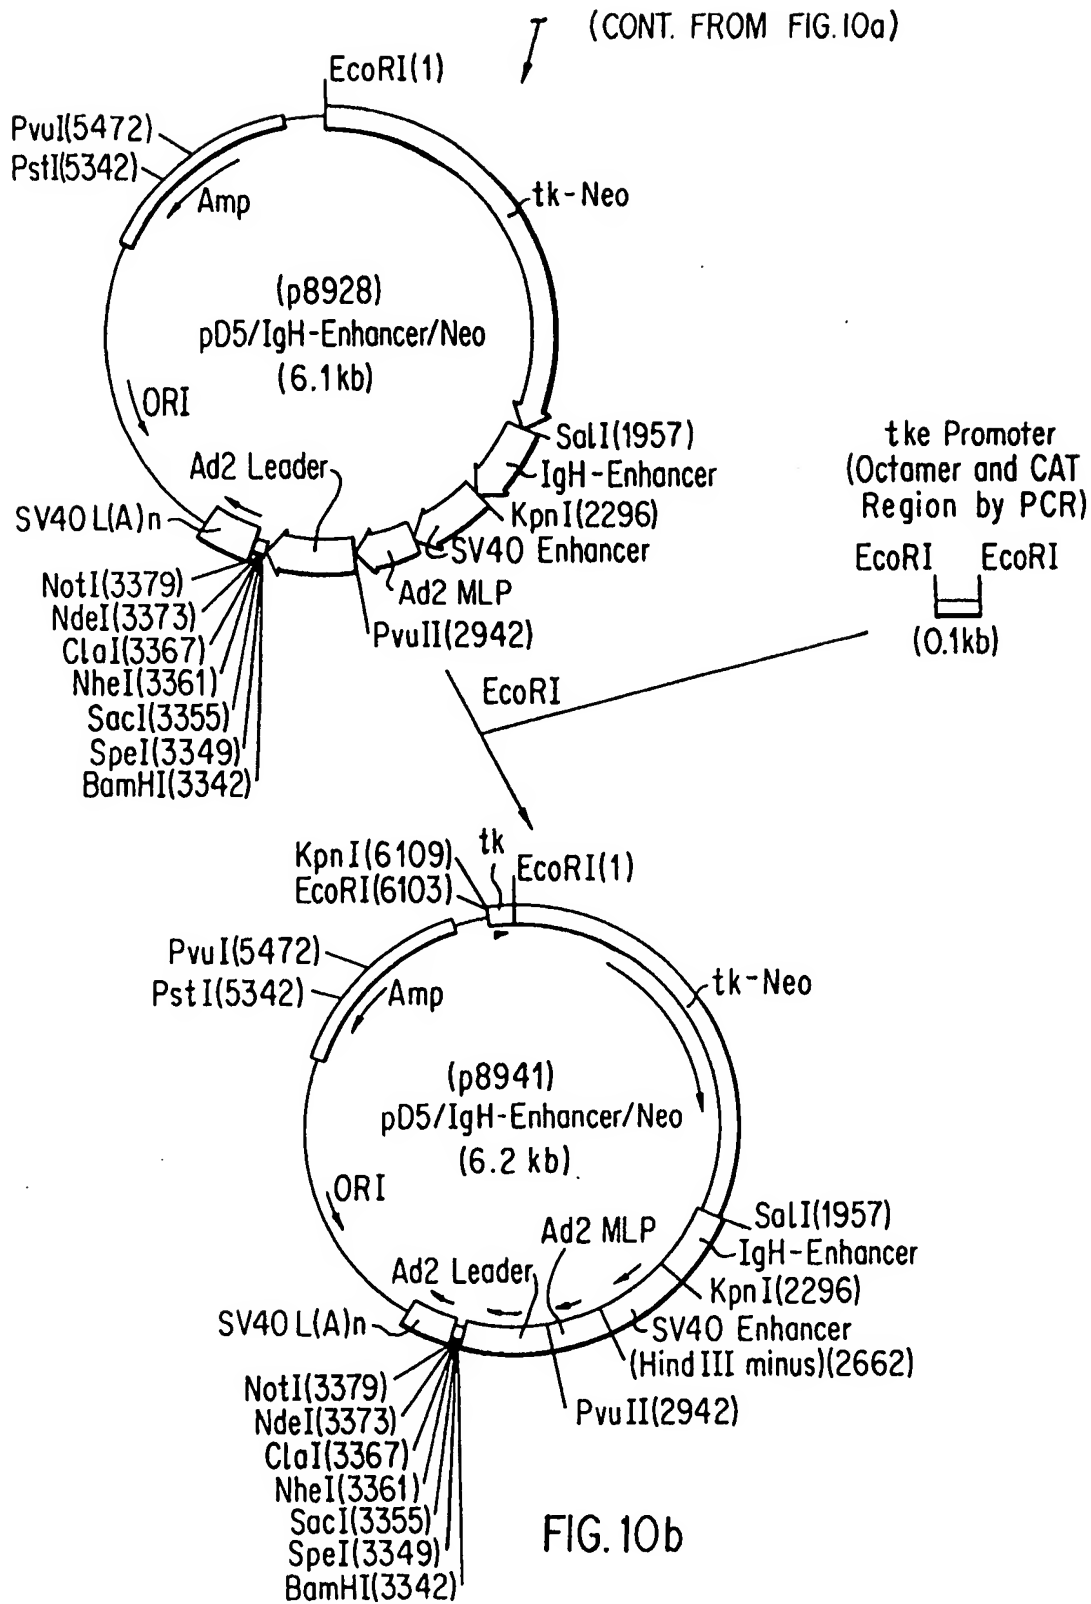 (CONT. FROM FIG.10a)
EcoRI(1)
PvuI(5472)
PstI(5342)
Amp
tk-Neo
(p8928)
pD5/IgH-Enhancer/Neo
(6.1kb)
ORI
SalI(1957)
IgH-Enhancer
KpnI(2296)
SV40 Enhancer
Ad2 Leader
SV40 L(A)n
Ad2 MLP
PvuII(2942)
NotI(3379)
NdeI(3373)
ClaI(3367)
NheI(3361)
SacI(3355)
SpeI(3349)
BamHI(3342)
tke Promoter
(Octamer and CAT
Region by PCR)
EcoRI EcoRI
(0.1kb)
EcoRI
KpnI(6109)
EcoRI(6103)
tk
EcoRI(1)
PvuI(5472)
PstI(5342)
Amp
tk-Neo
(p8941)
pD5/IgH-Enhancer/Neo
(6.2 kb)
ORI
SalI(1957)
IgH-Enhancer
KpnI(2296)
SV40 Enhancer
(Hind III minus)(2662)
Ad2 MLP
Ad2 Leader
SV40 L(A)n
PvuII(2942)
NotI(3379)
NdeI(3373)
ClaI(3367)
NheI(3361)
SacI(3355)
SpeI(3349)
BamHI(3342)
FIG. 10b